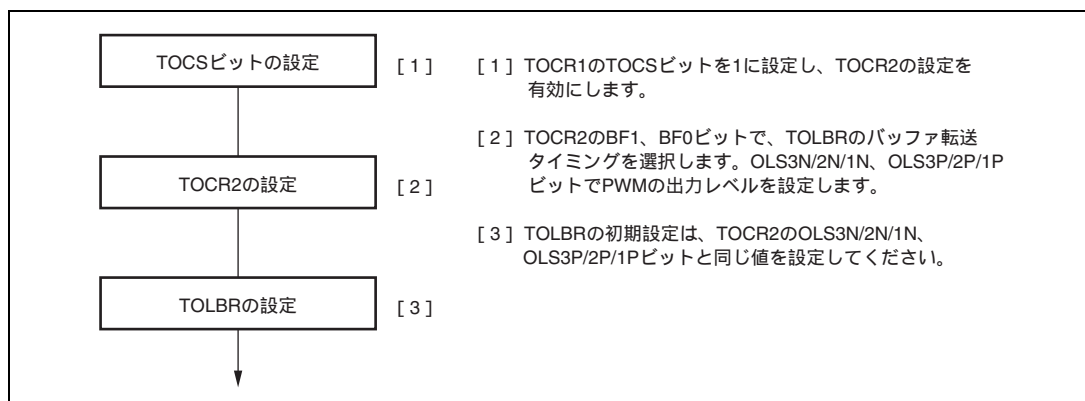 TOCSビットの設定
[ 1 ]
[ 1 ] TOCR1のTOCSビットを1に設定し、TOCR2の設定を
有効にします。
TOCR2の設定
[ 2 ]
[ 2 ] TOCR2のBF1、BF0ビットで、TOLBRのバッファ転送
タイミングを選択します。OLS3N/2N/1N、OLS3P/2P/1P
ビットでPWMの出力レベルを設定します。
TOLBRの設定
[ 3 ]
[ 3 ] TOLBRの初期設定は、TOCR2のOLS3N/2N/1N、
OLS3P/2P/1Pビットと同じ値を設定してください。